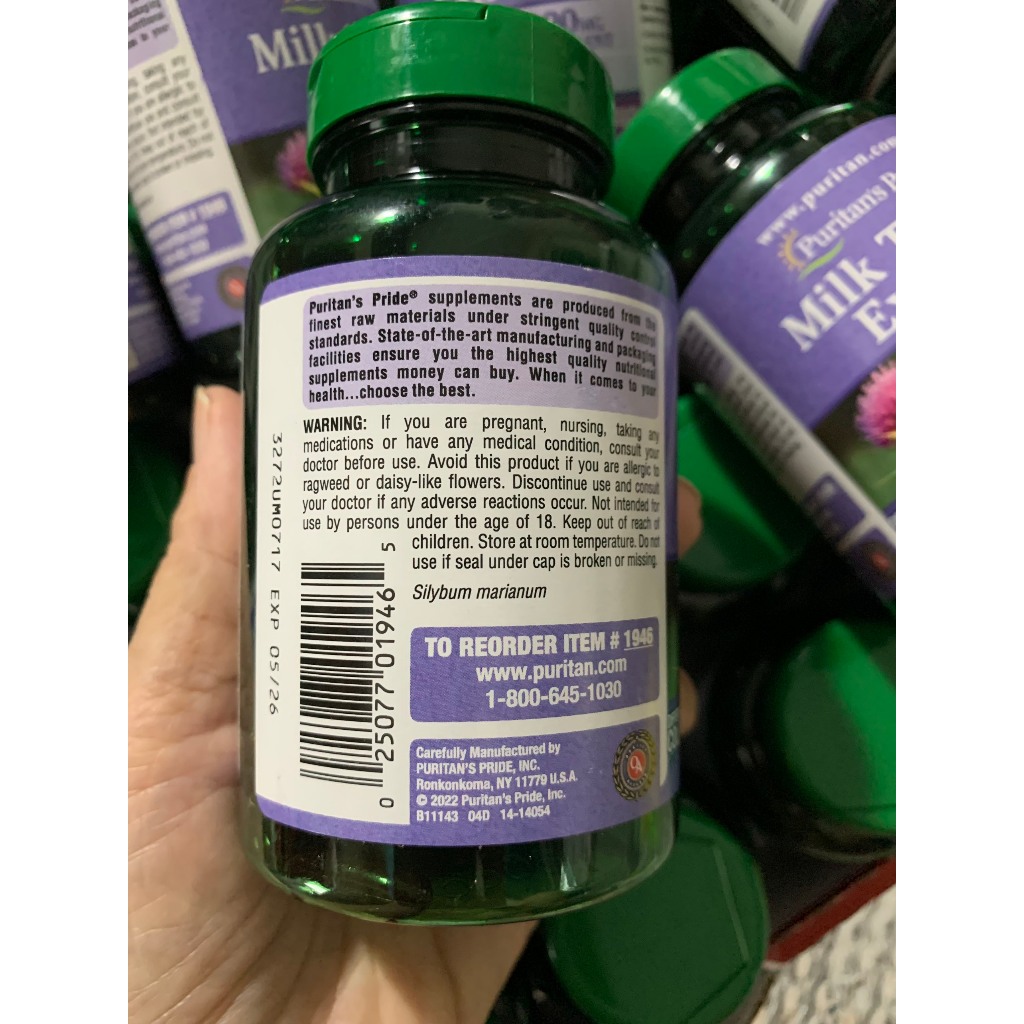 Milk
Puritan's Pride® supplements are produced from the
finest raw materials under stringent quality control
standards. State-of-the-art manufacturing and packaging
facilities ensure you the highest quality nutritional
supplements money can buy. When it comes to your
health...choose the best.
WARNING: If you are pregnant, nursing, taking any
medications or have any medical condition, consult your
doctor before use. Avoid this product if you are allergic to
ragweed or daisy-like flowers. Discontinue use and consult
your doctor if any adverse reactions occur. Not intended for
use by persons under the age of 18. Keep out of reach of
children. Store at room temperature. Do not
use if seal under cap is broken or missing.
Silybum marianum
TO REORDER ITEM # 1946
www.puritan.com
1-800-645-1030
Carefully Manufactured by
PURITAN'S PRIDE, INC.
Ronkonkoma, NY 11779 U.S.A.
© 2022 Puritan's Pride, Inc.
B11143 04D 14-14054
QA
3272UM0717 EXP 05/26
0 25077 01946 5
www.puritan.com
Puritan's
Milk